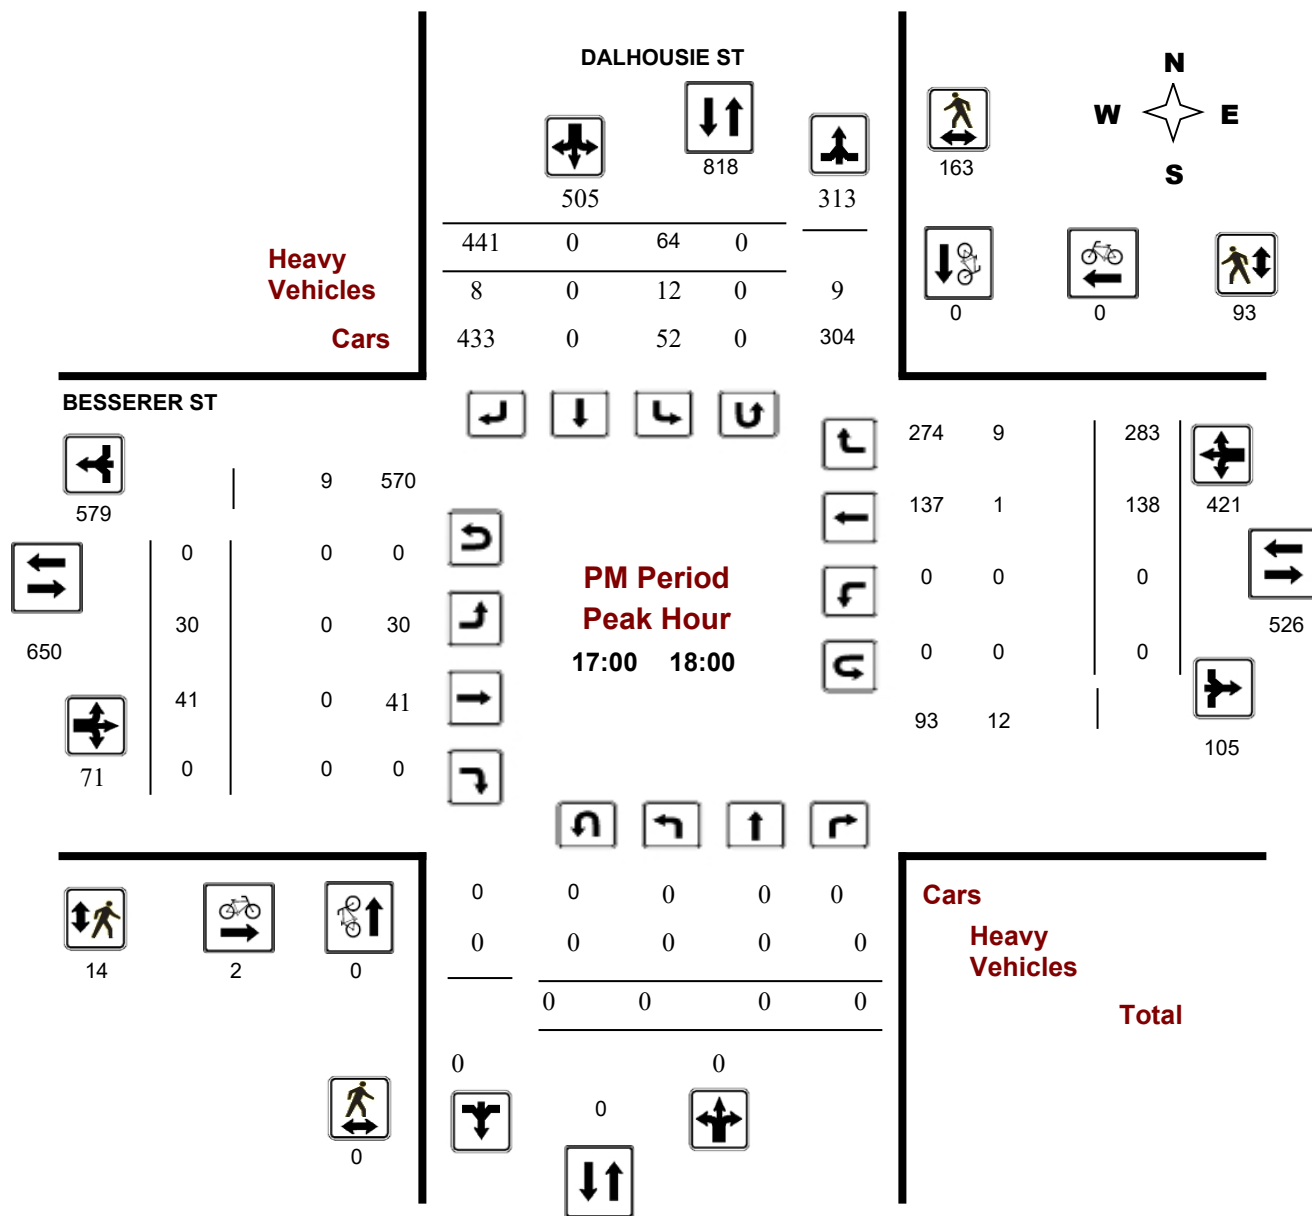 DALHOUSIE ST
N
W E
S
818
163
505 313
441 0 64 0
Heavy
Vehicles 8 0 12 0 9
Cars 433 0 52 0 304
0 0 93
BESSERER ST
274 9 283
9 570
579
137 1 138 421
0 0 0
PM Period
Peak Hour
17:00 18:00
0 0 0
526
30 0 30
650
0 0 0
41 0 41
93 12
105
71 0 0 0
0 0 0 0 0
Cars
0 0 0 0 0
Heavy
Vehicles
14 2 0
0 0 0 0
Total
0 0
0
0